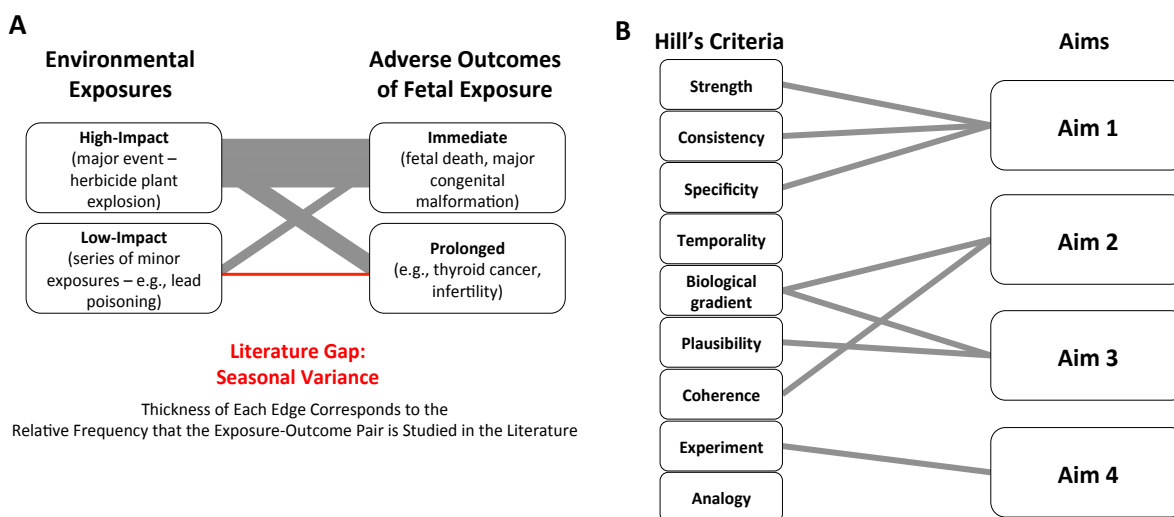 A
Environmental
Exposures
Adverse Outcomes
of Fetal Exposure
High-Impact
(major event –
herbicide plant
explosion)
Immediate
(fetal death, major
congenital
malformation)
Low-Impact
(series of minor
exposures – e.g., lead
poisoning)
Prolonged
(e.g., thyroid cancer,
infertility)
Literature Gap:
Seasonal Variance
Thickness of Each Edge Corresponds to the
Relative Frequency that the Exposure-Outcome Pair is Studied in the Literature
B
Hill's Criteria
Aims
Strength
Consistency
Specificity
Temporality
Biological
gradient
Plausibility
Coherence
Experiment
Analogy
Aim 1
Aim 2
Aim 3
Aim 4